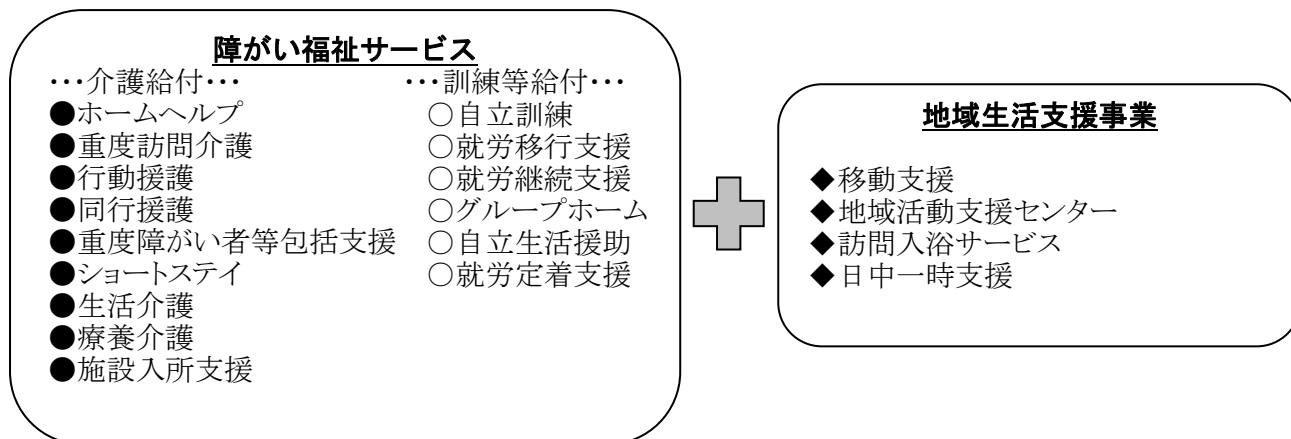 障がい福祉サービス
･･･介護給付･･･
●ホームヘルプ
●重度訪問介護
●行動援護
●同行援護
●重度障がい者等包括支援
●ショートステイ
●生活介護
●療養介護
●施設入所支援
･･･訓練等給付･･･
○自立訓練
○就労移行支援
○就労継続支援
○グループホーム
○自立生活援助
○就労定着支援
地域生活支援事業
◆移動支援
◆地域活動支援センター
◆訪問入浴サービス
◆日中一時支援